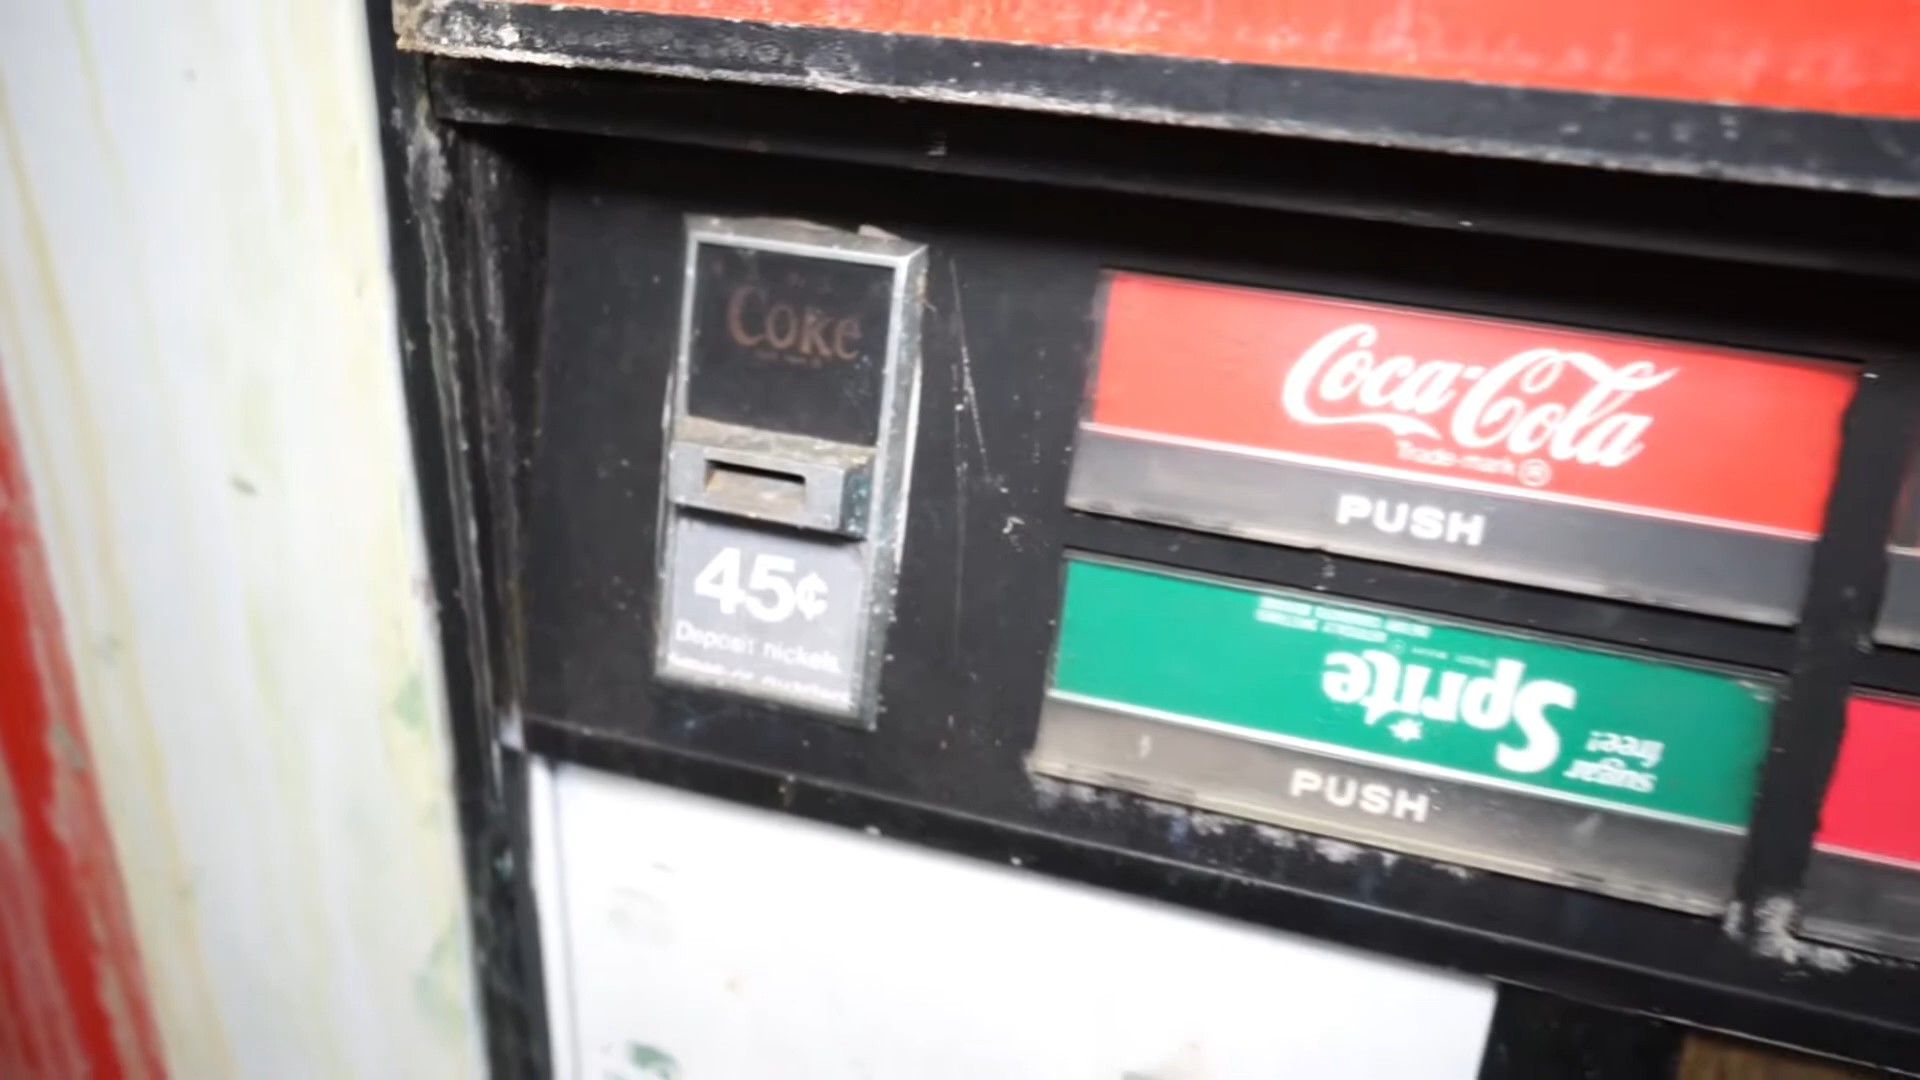 Coke
45¢
Deposit nickels,
Coca-Cola
Trade-mark ®
PUSH
Sprite
sugar
free!
PUSH